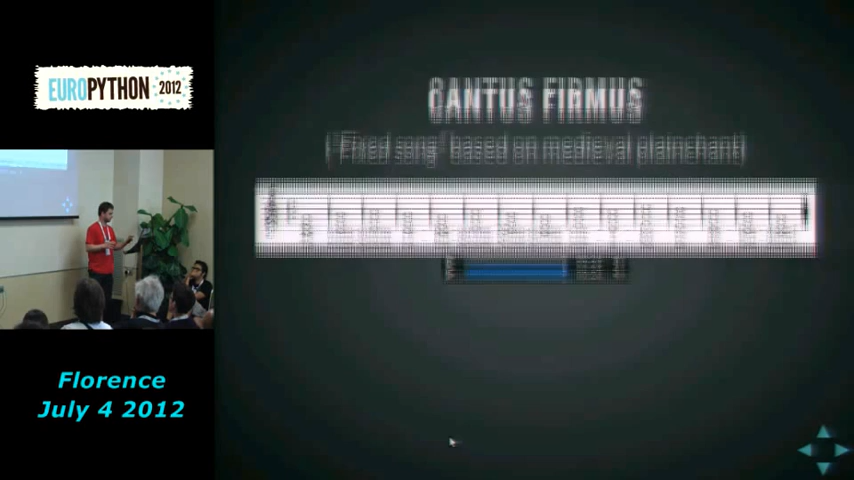 EUROPYTHON 2012
CANTUS FIRMUS
("Fixed song" based on medieval plainchant)
Florence
July 4 2012